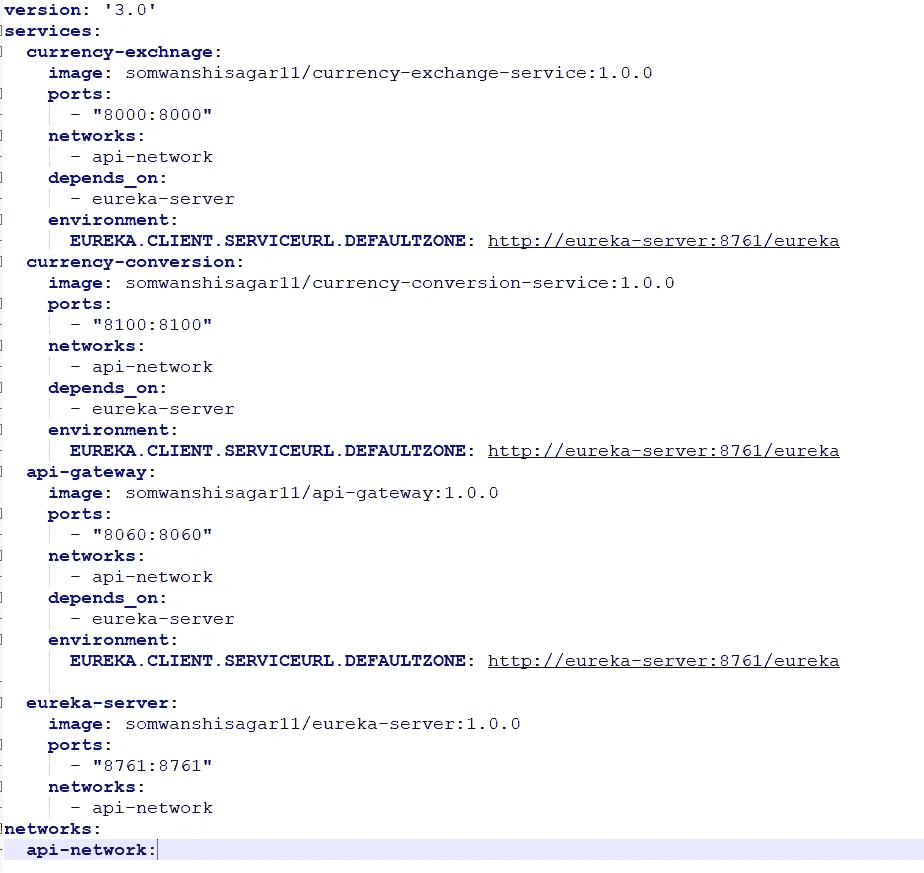 version: '3.0'
services:
  currency-exchnage:
    image: somwanshisagar11/currency-exchange-service:1.0.0
    ports:
      - "8000:8000"
    networks:
      - api-network
    depends_on:
      - eureka-server
    environment:
      EUREKA.CLIENT.SERVICEURL.DEFAULTZONE: http://eureka-server:8761/eureka
  currency-conversion:
    image: somwanshisagar11/currency-conversion-service:1.0.0
    ports:
      - "8100:8100"
    networks:
      - api-network
    depends_on:
      - eureka-server
    environment:
      EUREKA.CLIENT.SERVICEURL.DEFAULTZONE: http://eureka-server:8761/eureka
  api-gateway:
    image: somwanshisagar11/api-gateway:1.0.0
    ports:
      - "8060:8060"
    networks:
      - api-network
    depends_on:
      - eureka-server
    environment:
      EUREKA.CLIENT.SERVICEURL.DEFAULTZONE: http://eureka-server:8761/eureka

  eureka-server:
    image: somwanshisagar11/eureka-server:1.0.0
    ports:
      - "8761:8761"
    networks:
      - api-network
networks:
  api-network: